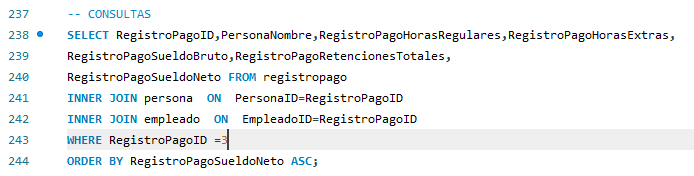 237 -- CONSULTAS
238 SELECT RegistroPagoID,PersonaNombre,RegistroPagoHorasRegulares,RegistroPagoHorasExtras,
239 RegistroPagoSueldoBruto,RegistroPagoRetencionesTotales,
240 RegistroPagoSueldoNeto FROM registropago
241 INNER JOIN persona  ON  PersonaID=RegistroPagoID
242 INNER JOIN empleado  ON  EmpleadoID=RegistroPagoID
243 WHERE RegistroPagoID =3
244 ORDER BY RegistroPagoSueldoNeto ASC;